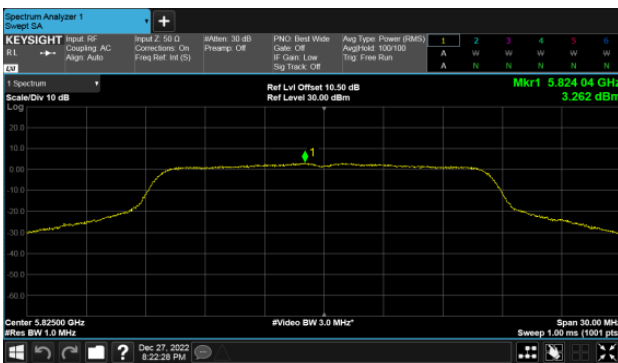 Spectrum Analyzer 1
Swept SA
KEYSIGHT Input: RF Input Z: 50 Ω #Atten: 30 dB PNO: Best Wide Avg Type: Power (RMS) 1 2 3 4 5 6
RL Coupling: AC Corrections: On Preamp: Off Gate: Off Avg|Hold: 100/100 A W W W W W
Align: Auto Freq Ref: Int (S) IF Gain: Low Trig: Free Run
LXI Sig Track: Off A N N N N N
1 Spectrum Ref Lvl Offset 10.50 dB Mkr1 5.824 04 GHz
Scale/Div 10 dB Ref Level 30.00 dBm 3.262 dBm
Log
20.0
10.0
1
0.00
-10.0
-20.0
-30.0
-40.0
-50.0
-60.0
Center 5.82500 GHz #Video BW 3.0 MHz* Span 30.00 MHz
#Res BW 1.0 MHz Sweep 1.00 ms (1001 pts
? Dec 27, 2022
8:22:28 PM